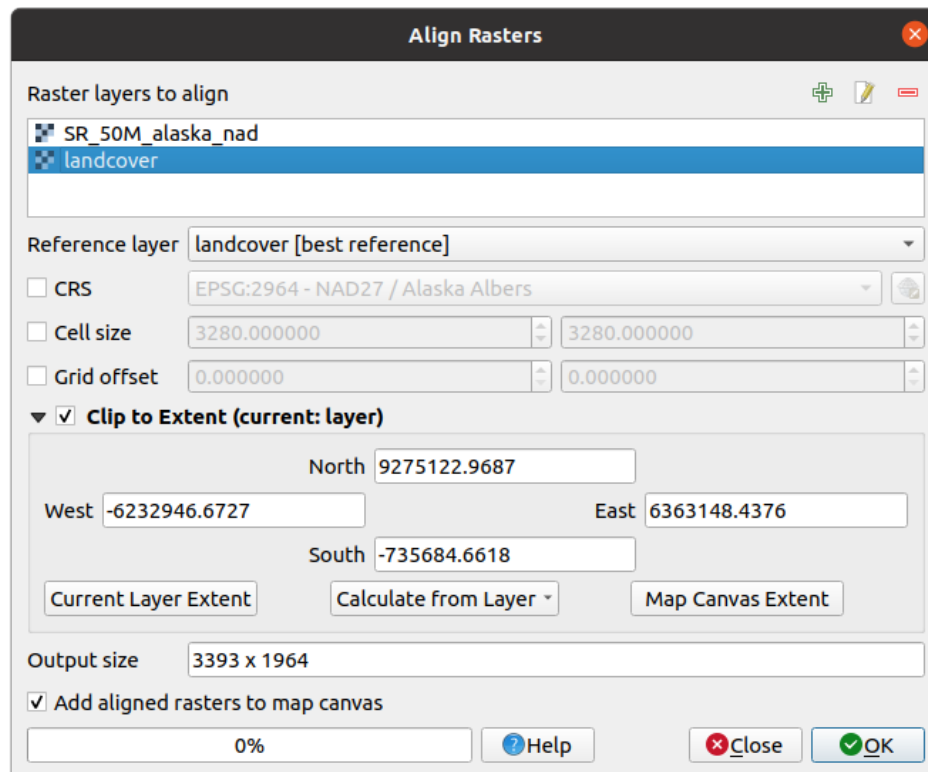 Align Rasters
Raster layers to align
SR_50M_alaska_nad
landcover
Reference layer landcover [best reference]
CRS EPSG:2964 - NAD27 / Alaska Albers
Cell size 3280.000000 3280.000000
Grid offset 0.000000 0.000000
Clip to Extent (current: layer)
North 9275122.9687
West -6232946.6727 East 6363148.4376
South -735684.6618
Current Layer Extent Calculate from Layer Map Canvas Extent
Output size 3393 x 1964
Add aligned rasters to map canvas
0% Help Close OK